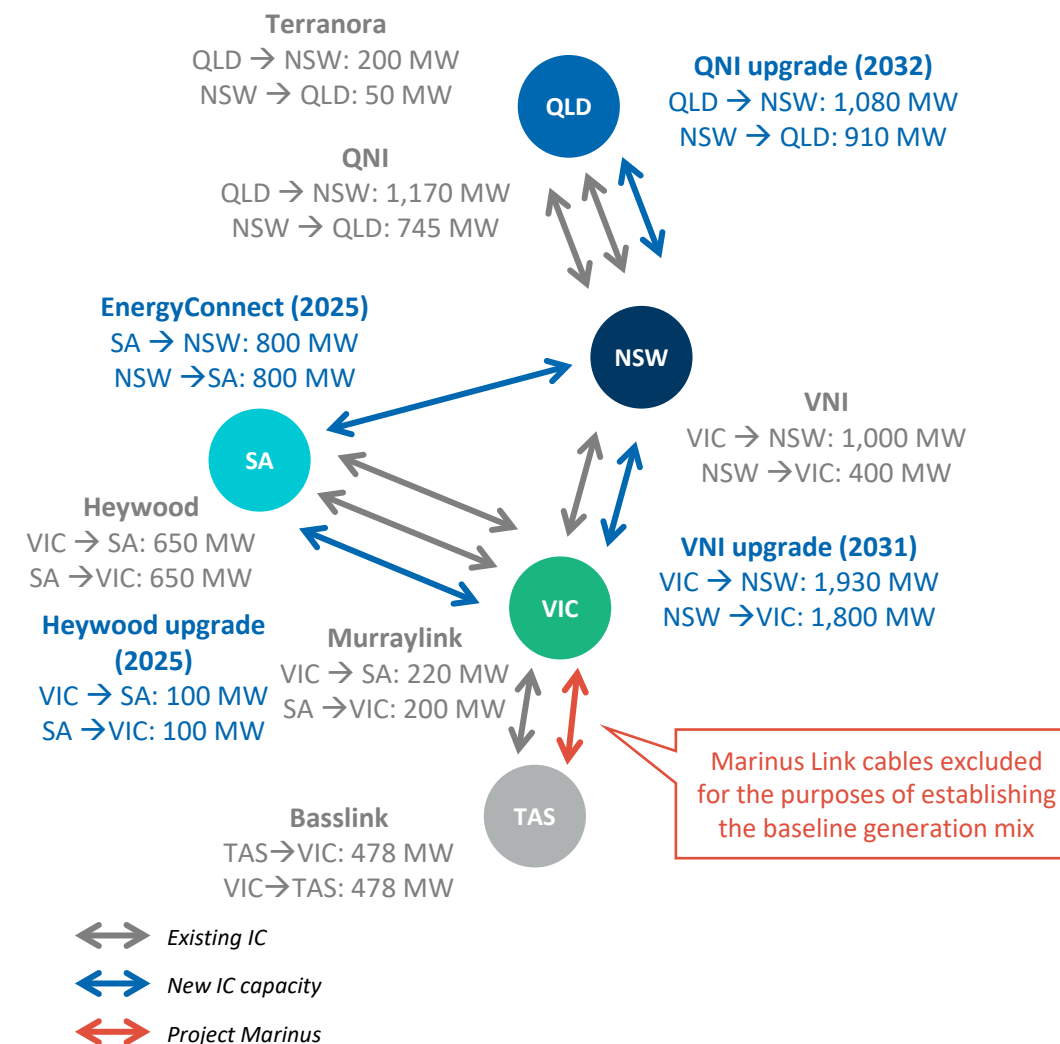 Terranora
QLD → NSW: 200 MW
NSW → QLD: 50 MW
QLD
QNI upgrade (2032)
QLD → NSW: 1,080 MW
NSW → QLD: 910 MW
QNI
QLD → NSW: 1,170 MW
NSW → QLD: 745 MW
EnergyConnect (2025)
SA → NSW: 800 MW
NSW →SA: 800 MW
NSW
SA
VNI
VIC → NSW: 1,000 MW
NSW →VIC: 400 MW
Heywood
VIC → SA: 650 MW
SA →VIC: 650 MW
VNI upgrade (2031)
VIC → NSW: 1,930 MW
NSW →VIC: 1,800 MW
VIC
Heywood upgrade
(2025)
VIC → SA: 100 MW
SA →VIC: 100 MW
Murraylink
VIC → SA: 220 MW
SA →VIC: 200 MW
Marinus Link cables excluded
for the purposes of establishing
the baseline generation mix
TAS
Basslink
TAS→VIC: 478 MW
VIC→TAS: 478 MW
Existing IC
New IC capacity
Project Marinus